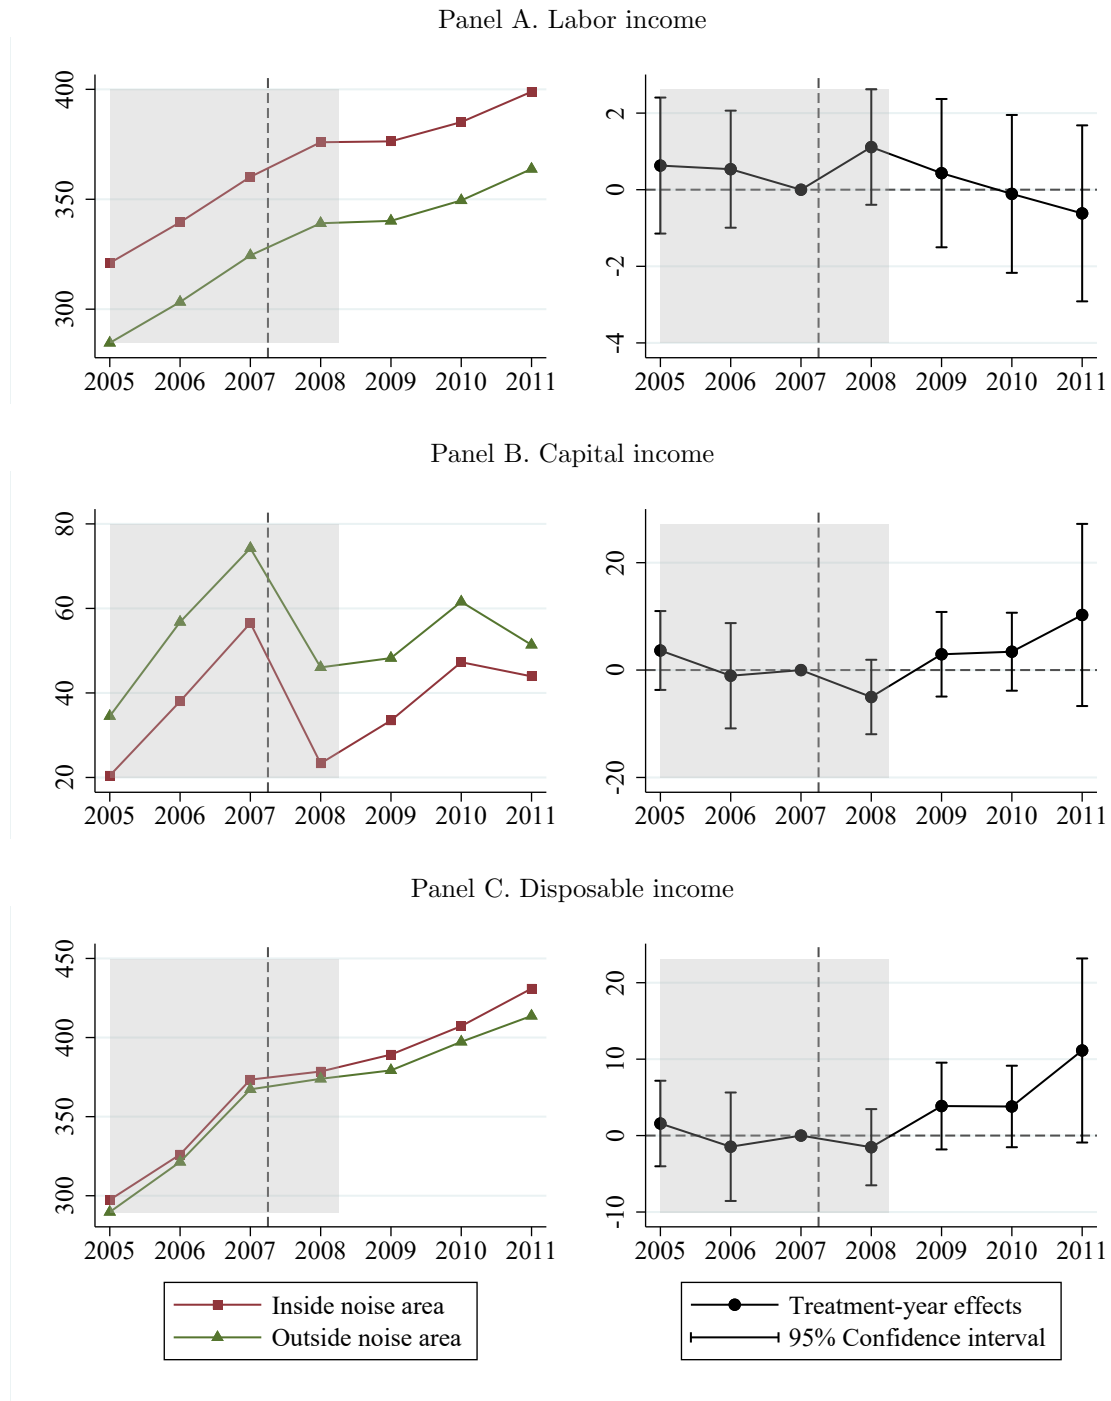 Panel A. Labor income
400
350
300
2005 2006 2007 2008 2009 2010 2011
2
0
-2
-4
2005 2006 2007 2008 2009 2010 2011
Panel B. Capital income
80
60
40
20
2005 2006 2007 2008 2009 2010 2011
20
0
-20
2005 2006 2007 2008 2009 2010 2011
Panel C. Disposable income
450
400
350
300
2005 2006 2007 2008 2009 2010 2011
20
10
0
-10
2005 2006 2007 2008 2009 2010 2011
Inside noise area
Outside noise area
Treatment-year effects
95% Confidence interval